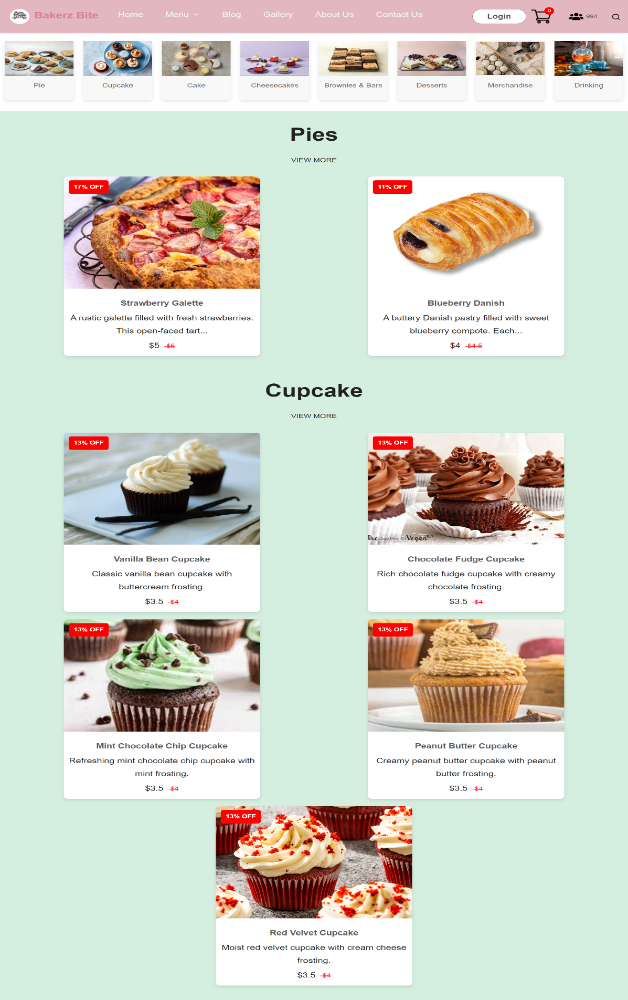 Bakerz Bite
Home
Menu
Blog
Gallery
About Us
Contact Us
Login
0
994
Pie
Cupcake
Cake
Cheesecakes
Brownies & Bars
Desserts
Merchandise
Drinking
Pies
VIEW MORE
17% OFF
Strawberry Galette
A rustic galette filled with fresh strawberries.
This open-faced tart...
$5 $6
11% OFF
Blueberry Danish
A buttery Danish pastry filled with sweet
blueberry compote. Each...
$4 $4.5
Cupcake
VIEW MORE
13% OFF
Vanilla Bean Cupcake
Classic vanilla bean cupcake with
buttercream frosting.
$3.5 $4
13% OFF
The Little Blog Of Vegan
Chocolate Fudge Cupcake
Rich chocolate fudge cupcake with creamy
chocolate frosting.
$3.5 $4
13% OFF
Mint Chocolate Chip Cupcake
Refreshing mint chocolate chip cupcake with
mint frosting.
$3.5 $4
13% OFF
Peanut Butter Cupcake
Creamy peanut butter cupcake with peanut
butter frosting.
$3.5 $4
13% OFF
Red Velvet Cupcake
Moist red velvet cupcake with cream cheese
frosting.
$3.5 $4